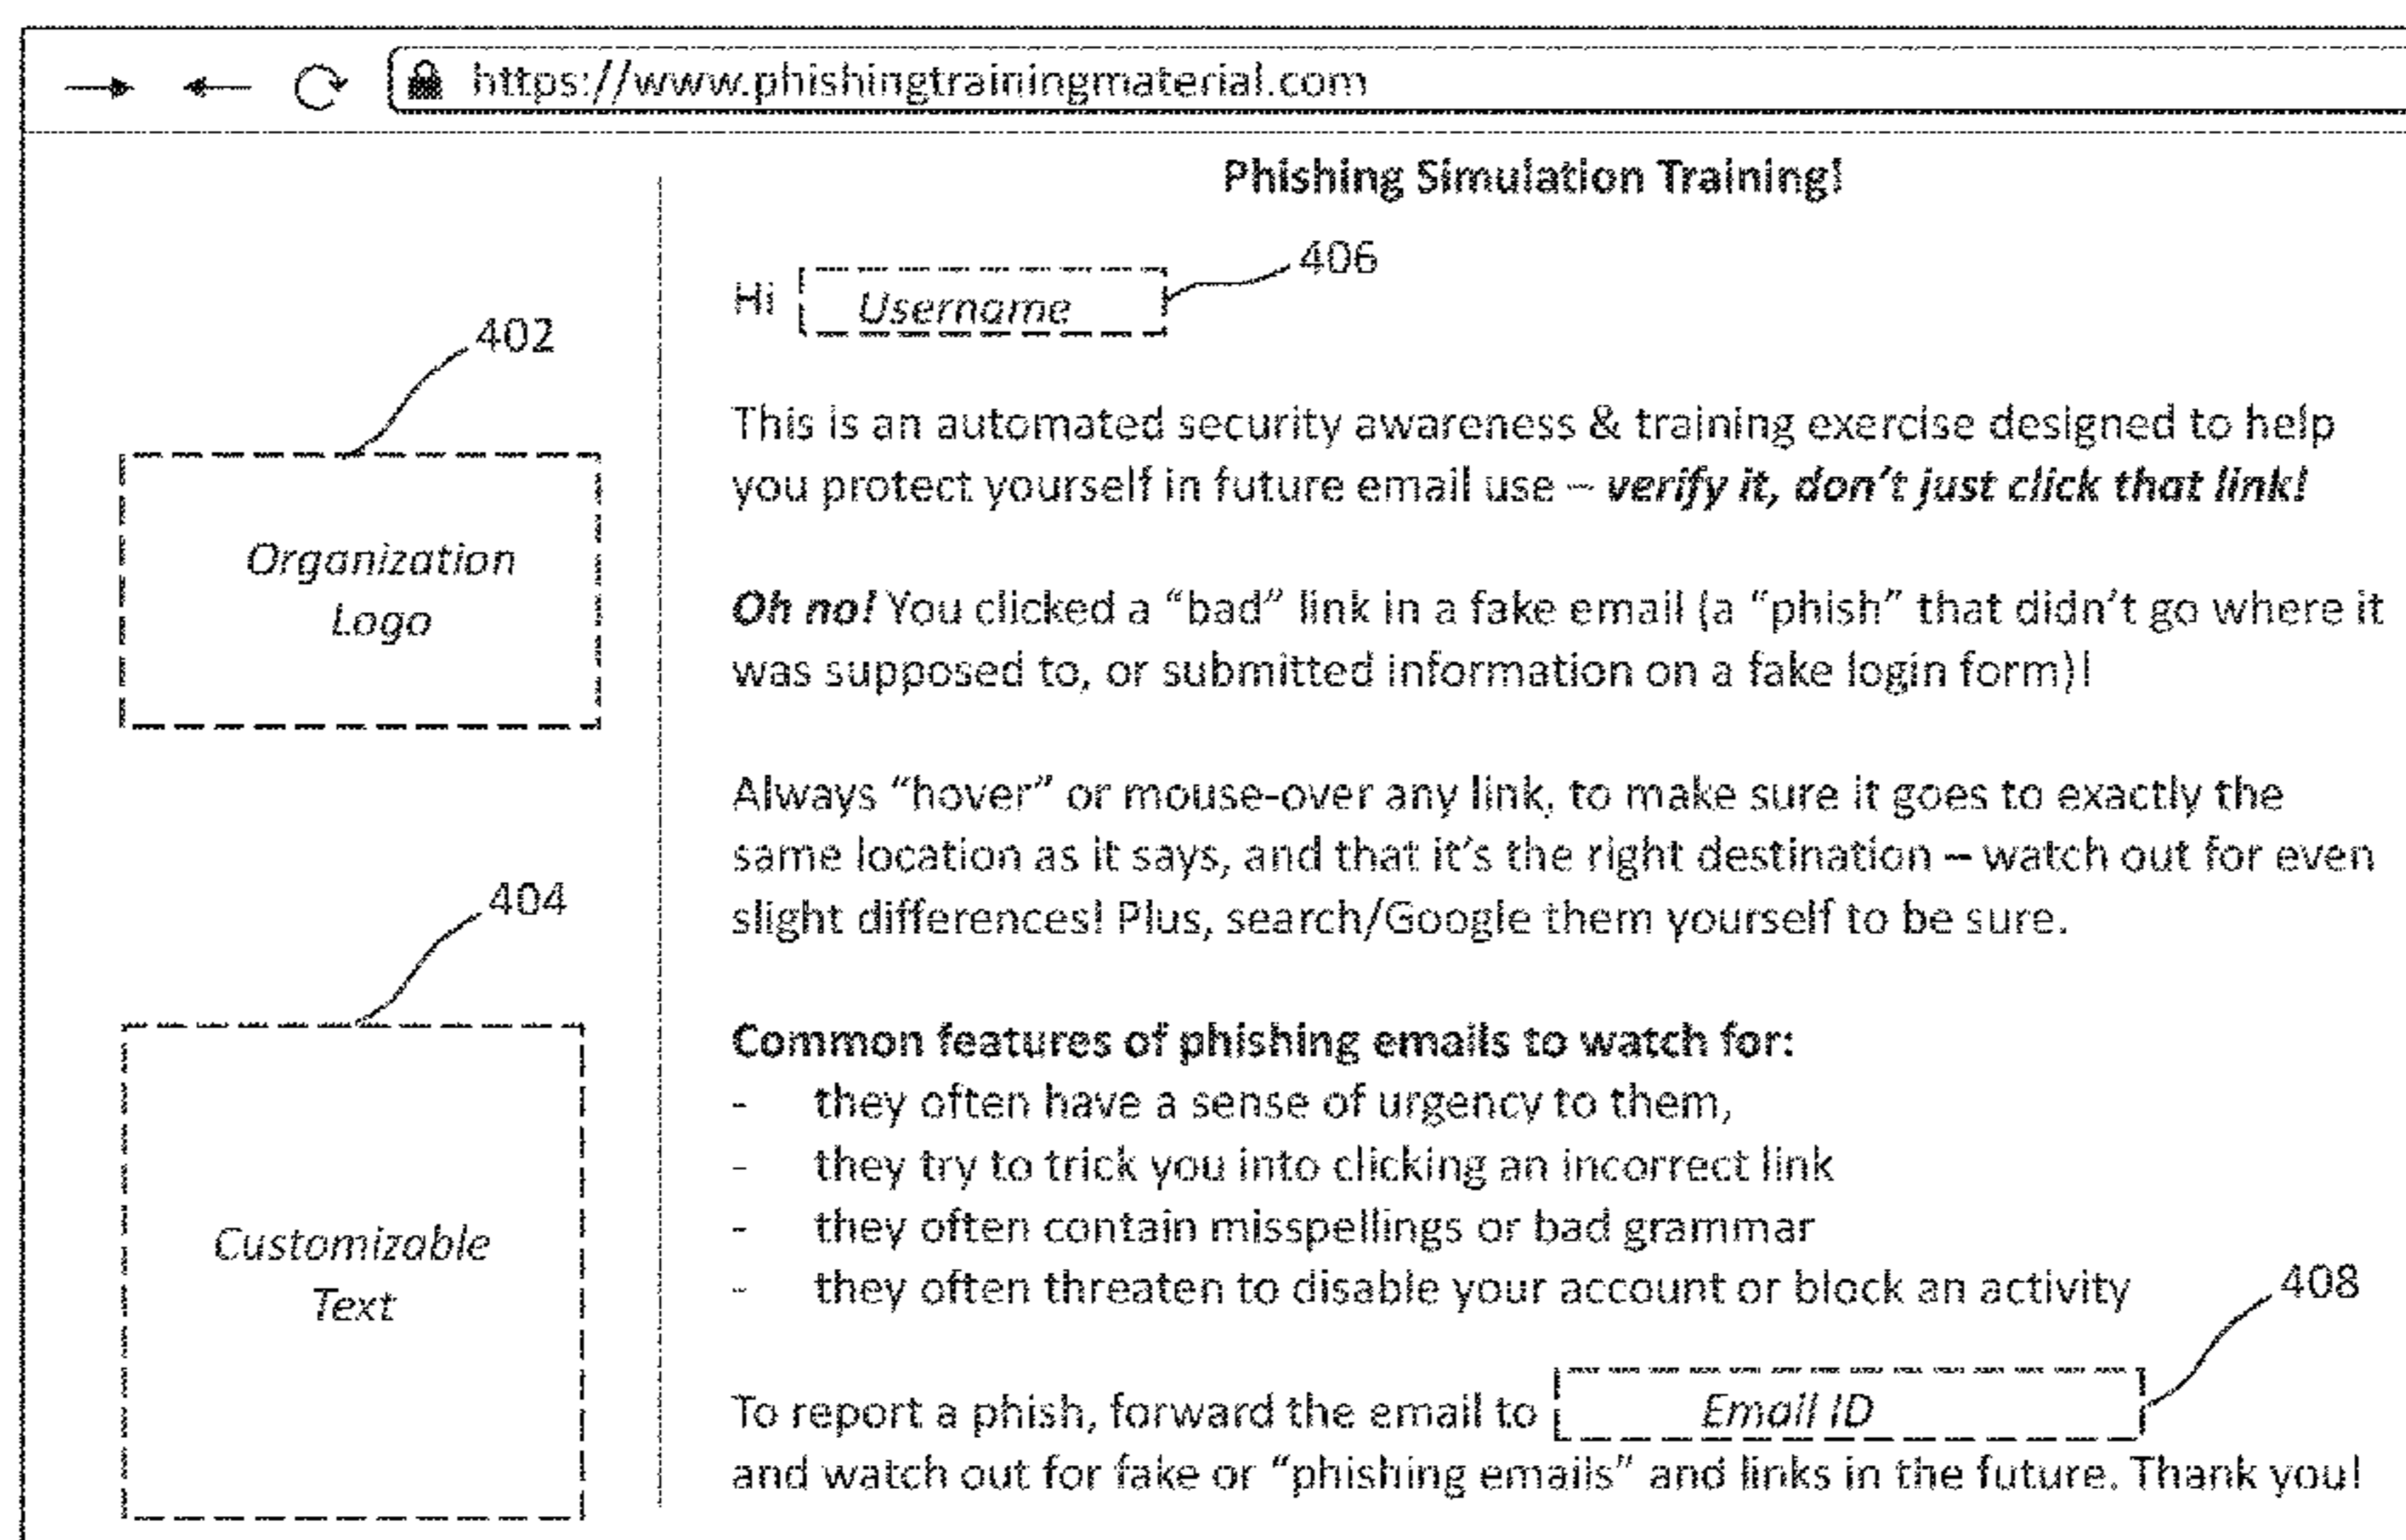 https://www.phishingtrainingmaterial.com
Phishing Simulation Training!
406
Hi Username
402
Organization
Logo
This is an automated security awareness & training exercise designed to help
you protect yourself in future email use – verify it, don't just click that link!
Oh no! You clicked a “bad” link in a fake email (a “phish” that didn't go where it
was supposed to, or submitted information on a fake login form)!
Always “hover” or mouse-over any link, to make sure it goes to exactly the
same location as it says, and that it's the right destination – watch out for even
slight differences! Plus, search/Google them yourself to be sure.
404
Customizable
Text
Common features of phishing emails to watch for:
- they often have a sense of urgency to them,
- they try to trick you into clicking an incorrect link
- they often contain misspellings or bad grammar
- they often threaten to disable your account or block an activity
408
To report a phish, forward the email to Email ID
and watch out for fake or “phishing emails” and links in the future. Thank you!